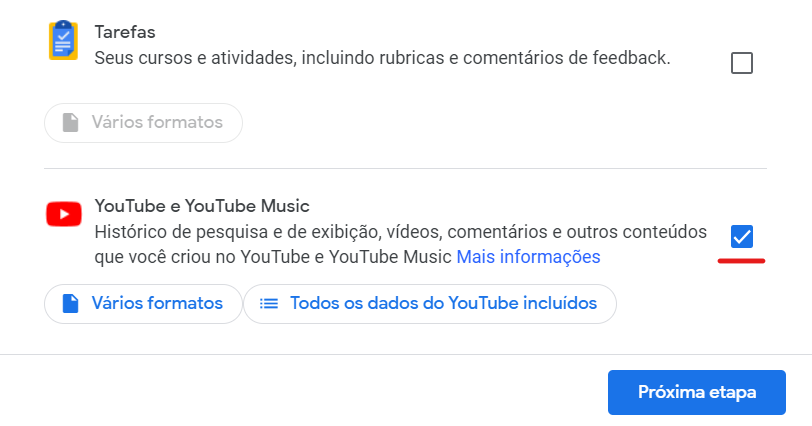 Tarefas
Seus cursos e atividades, incluindo rubricas e comentários de feedback.
Vários formatos
YouTube e YouTube Music
Histórico de pesquisa e de exibição, vídeos, comentários e outros conteúdos
que você criou no YouTube e YouTube Music Mais informações
Vários formatos Todos os dados do YouTube incluídos
Próxima etapa